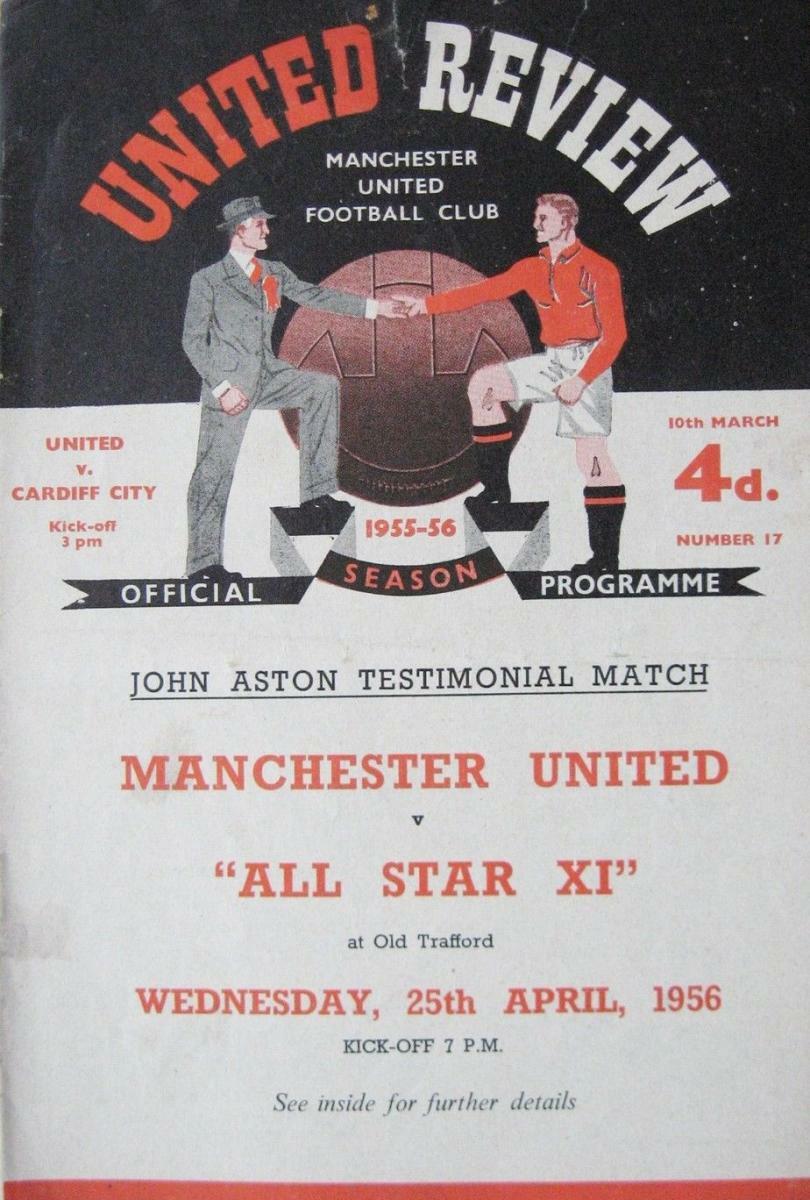 UNITED REVIEW
MANCHESTER
UNITED
FOOTBALL CLUB
UNITED
v.
CARDIFF CITY
Kick-off
3 pm
10th MARCH
4d.
NUMBER 17
1955-56
SEASON
OFFICIAL
PROGRAMME
JOHN ASTON TESTIMONIAL MATCH
MANCHESTER UNITED
v
“ALL STAR XI”
at Old Trafford
WEDNESDAY, 25th APRIL, 1956
KICK-OFF 7 P.M.
See inside for further details